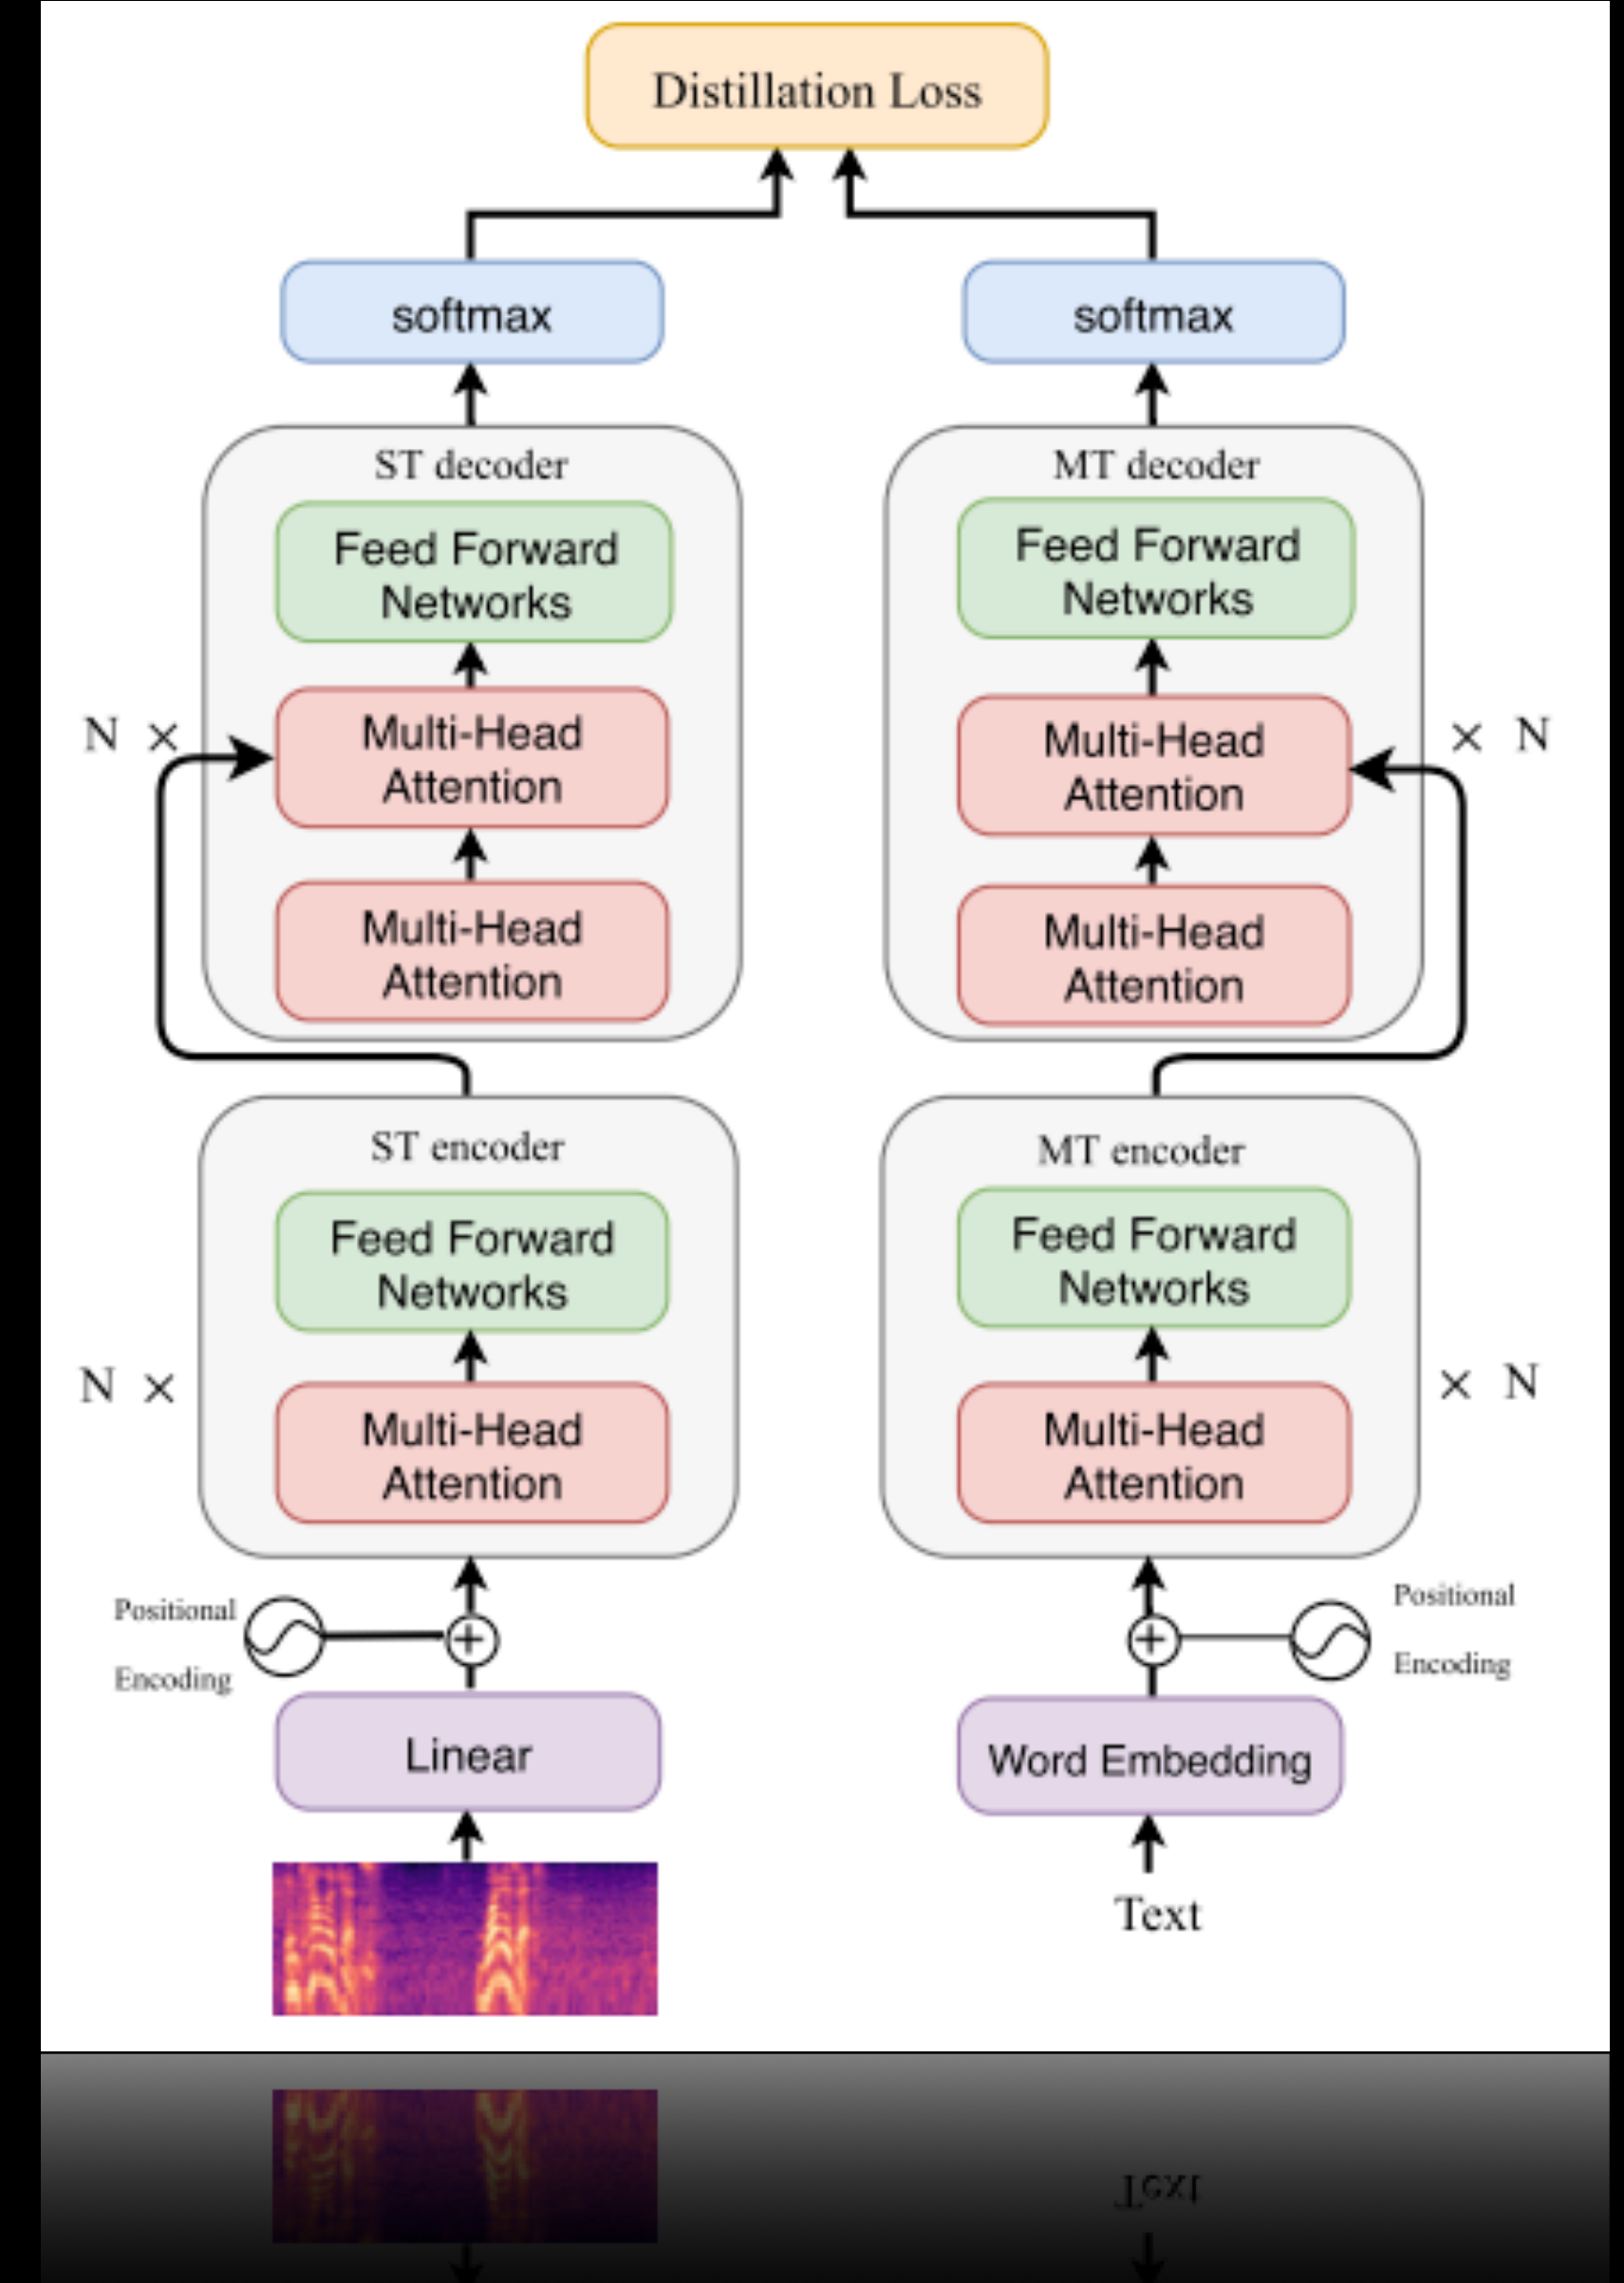 Distillation Loss
softmax
softmax
ST decoder
Feed Forward
Networks
N ×
Multi-Head
Attention
Multi-Head
Attention
MT decoder
Feed Forward
Networks
× N
Multi-Head
Attention
Multi-Head
Attention
ST encoder
Feed Forward
Networks
N ×
Multi-Head
Attention
MT encoder
Feed Forward
Networks
× N
Multi-Head
Attention
Positional
Encoding
+
Linear
+
Positional
Encoding
Word Embedding
Text
Text